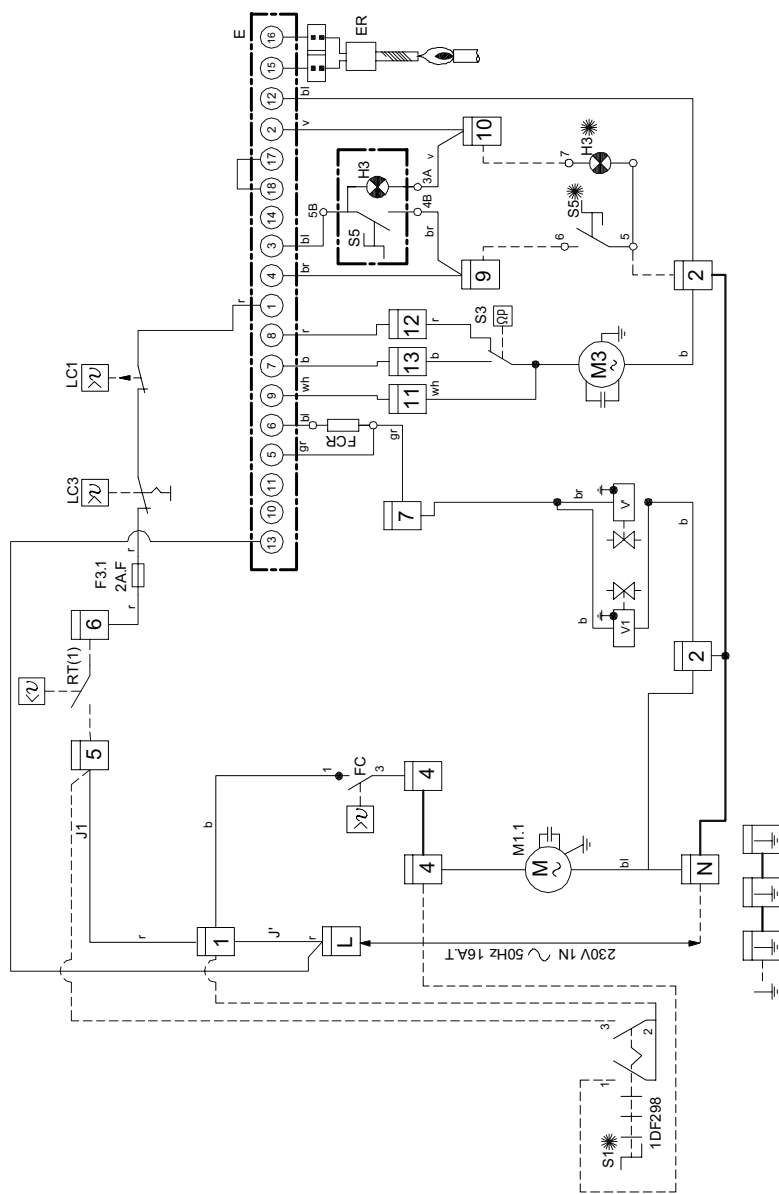 E
16
15
12
2
17
18
14
3
4
1
8
7
9
6
5
11
10
13
ER
bl
v
10
v
3A
H3
5B
S5
4B
bl
br
br
9
7
H3
S5
6
5
2
r
LC1
LC3
F3.1
2A.F
r
r
6
RT(1)
5
J1
r
b
wh
bl
gr
FCR
12
13
11
r
b
wh
S3
M3
b
gr
7
br
V'
b
V1
b
2
1
FC
3
4
4
b
M1.1
M
bl
N
r
1
J'
r
L
230V 1N 50Hz 16A.T
3
2
1
S1
1DF298